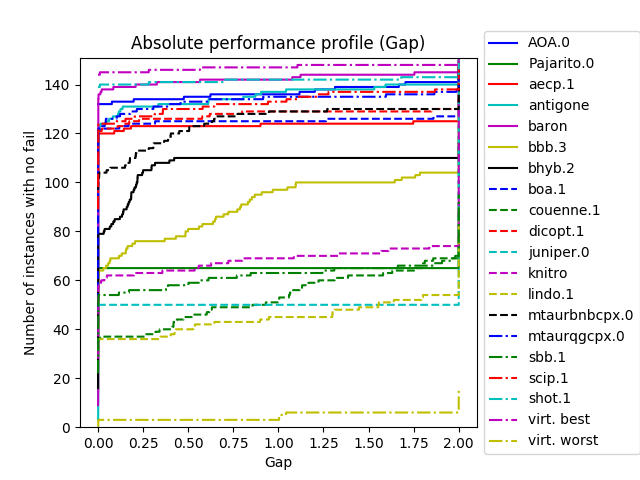 Absolute performance profile (Gap)
Number of instances with no fail
140
120
100
80
60
40
20
0
0.00 0.25 0.50 0.75 1.00 1.25 1.50 1.75 2.00
Gap
AOA.0
Pajarito.0
aecp.1
antigone
baron
bbb.3
bhyb.2
boa.1
couenne.1
dicopt.1
juniper.0
knitro
lindo.1
mtaurbnbcpx.0
mtaurqgcpx.0
sbb.1
scip.1
shot.1
virt. best
virt. worst